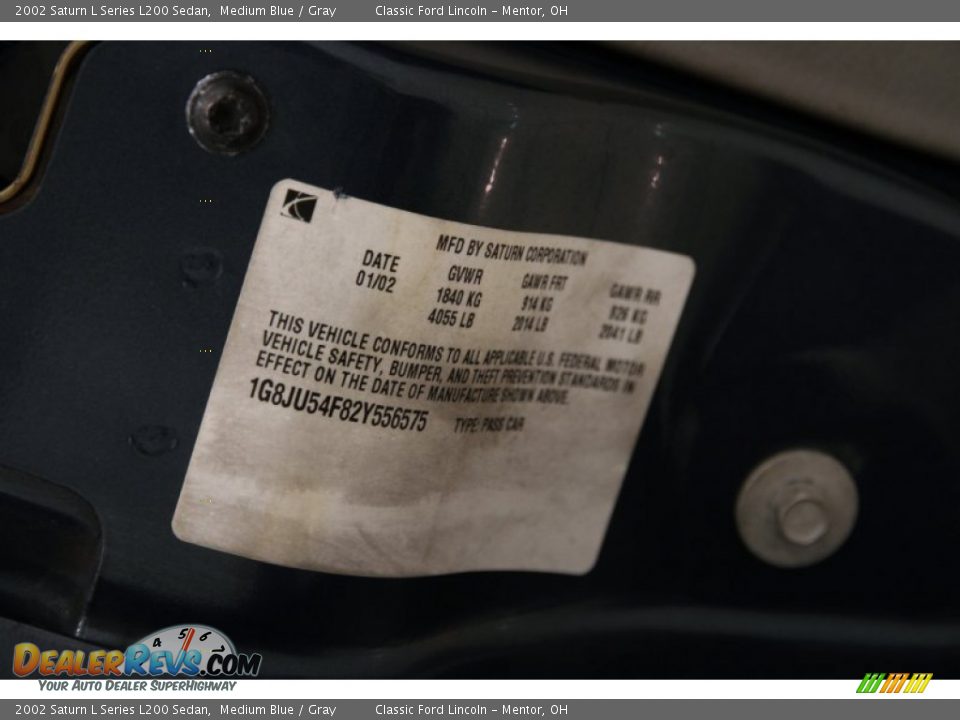 2002 Saturn L Series L200 Sedan,  Medium Blue / Gray  Classic Ford Lincoln - Mentor, OH
MFD BY SATURN CORPORATION
DATE GVWR GAWR FRT GAWR RR
01/02 1840 KG 914 KG 926 KG
4055 LB 2014 LB 2041 LB
THIS VEHICLE CONFORMS TO ALL APPLICABLE U.S. FEDERAL MOTOR
VEHICLE SAFETY, BUMPER, AND THEFT PREVENTION STANDARDS IN
EFFECT ON THE DATE OF MANUFACTURE SHOWN ABOVE.
1G8JU54F82Y556575 TYPE: PASS CAR
4 5 6
DEALERREVS.COM
YOUR AUTO DEALER SUPERHIGHWAY
2002 Saturn L Series L200 Sedan,  Medium Blue / Gray  Classic Ford Lincoln - Mentor, OH